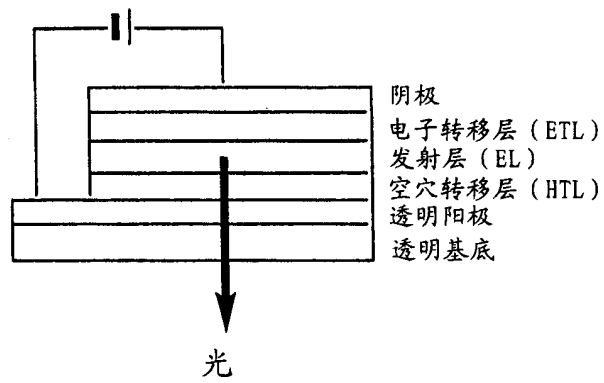 阴极
电子转移层（ETL）
发射层（EL）
空穴转移层（HTL）
透明阳极
透明基底
光